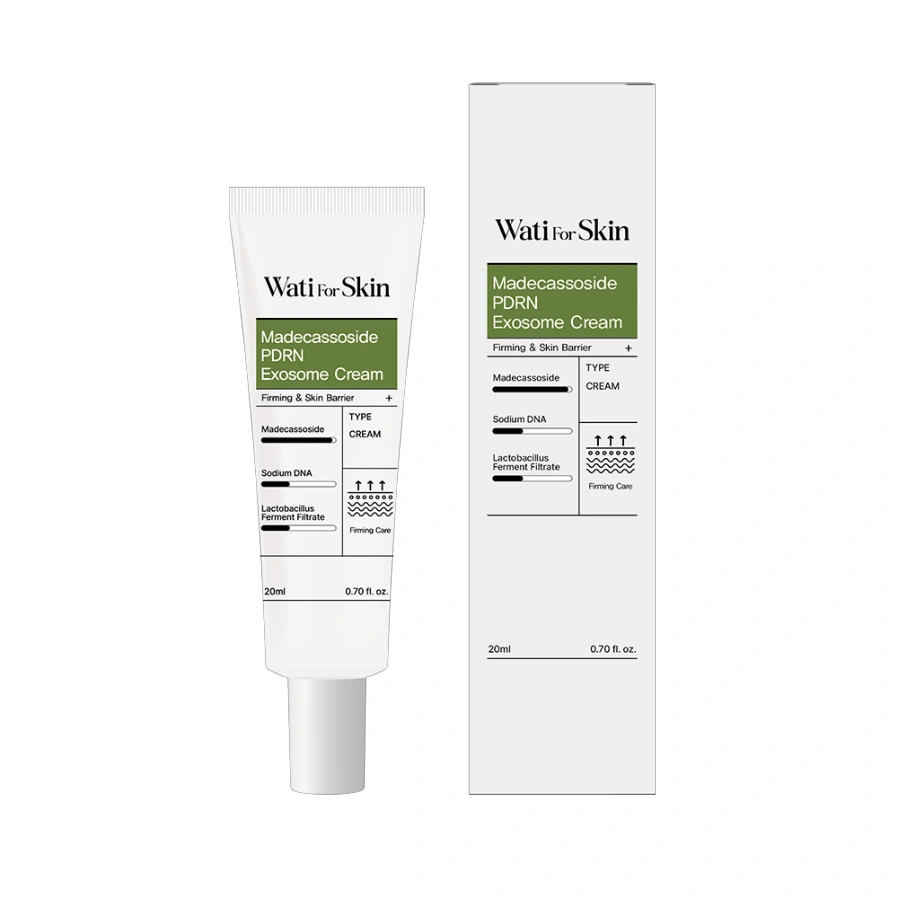 Wati For Skin
Madecassoside
PDRN
Exosome Cream
Firming & Skin Barrier +
Madecassoside
Sodium DNA
Lactobacillus
Ferment Filtrate
TYPE
CREAM
Firming Care
20ml 0.70 fl. oz.
Wati For Skin
Madecassoside
PDRN
Exosome Cream
Firming & Skin Barrier +
Madecassoside
Sodium DNA
Lactobacillus
Ferment Filtrate
TYPE
CREAM
Firming Care
20ml 0.70 fl. oz.